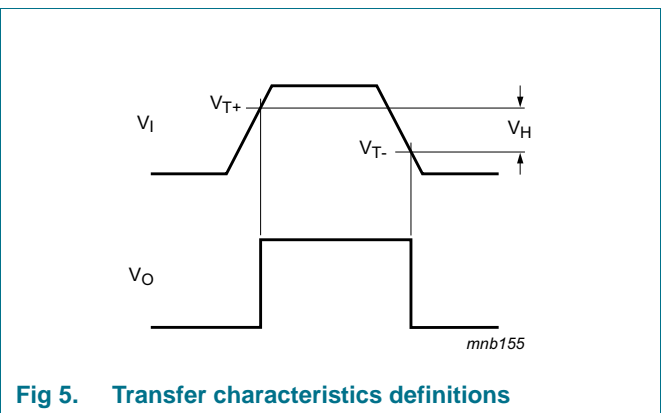 VT+
VI
VH
VT-
VO
mnb155
Fig 5. Transfer characteristics definitions